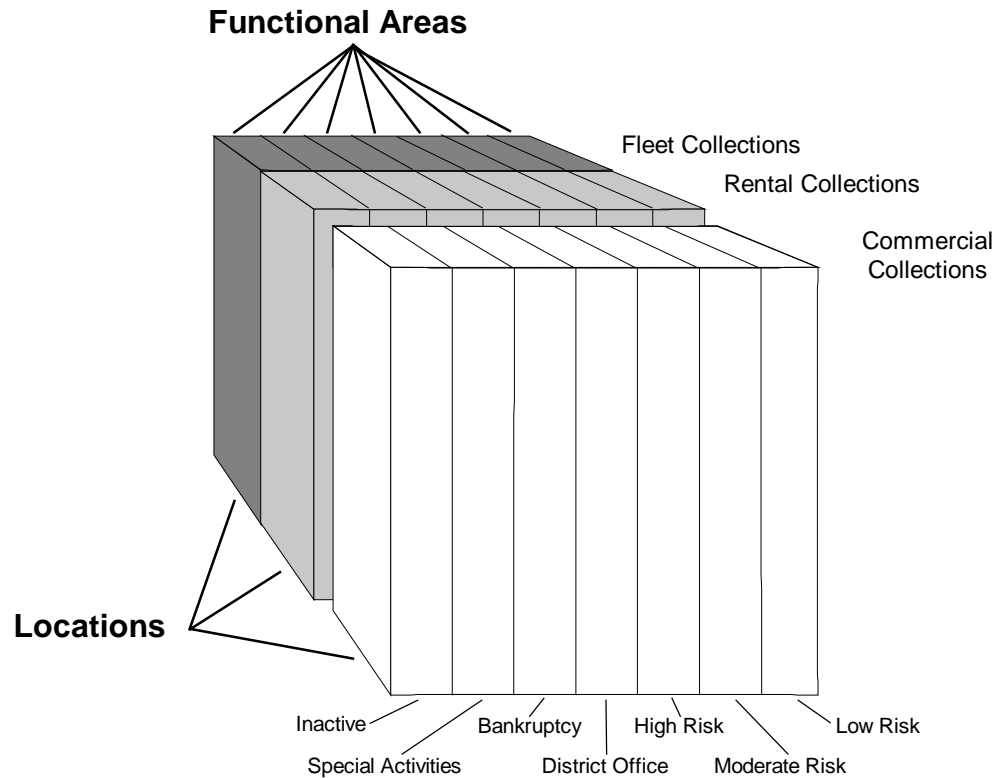 Functional Areas
Fleet Collections
Rental Collections
Commercial
Collections
Locations
Inactive
Bankruptcy
High Risk
Low Risk
Special Activities
District Office
Moderate Risk